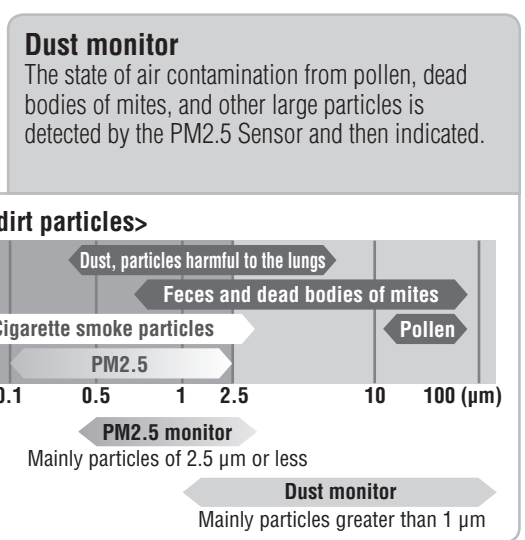 Dust monitor
The state of air contamination from pollen, dead
bodies of mites, and other large particles is
detected by the PM2.5 Sensor and then indicated.
dirt particles>
Dust, particles harmful to the lungs
Feces and dead bodies of mites
Cigarette smoke particles
Pollen
PM2.5
0.1 0.5 1 2.5 10 100 (μm)
PM2.5 monitor
Mainly particles of 2.5 μm or less
Dust monitor
Mainly particles greater than 1 μm